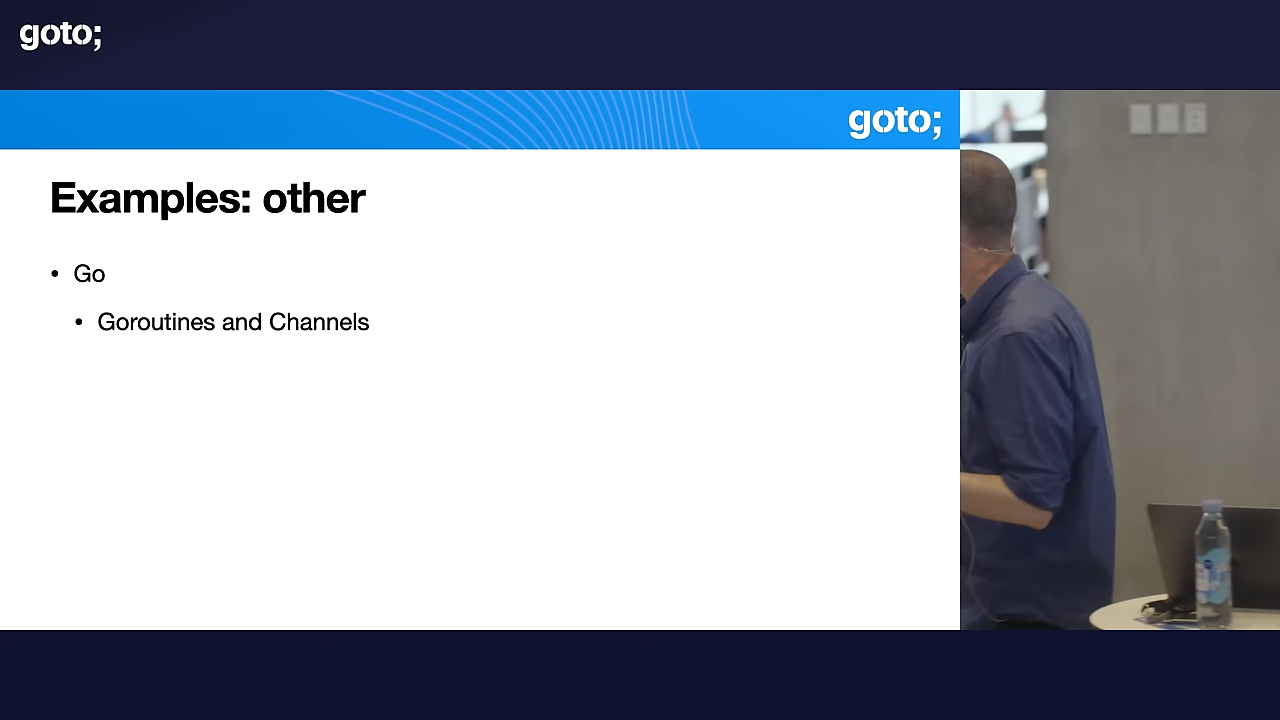 goto;
goto;
Examples: other
• Go
• Goroutines and Channels